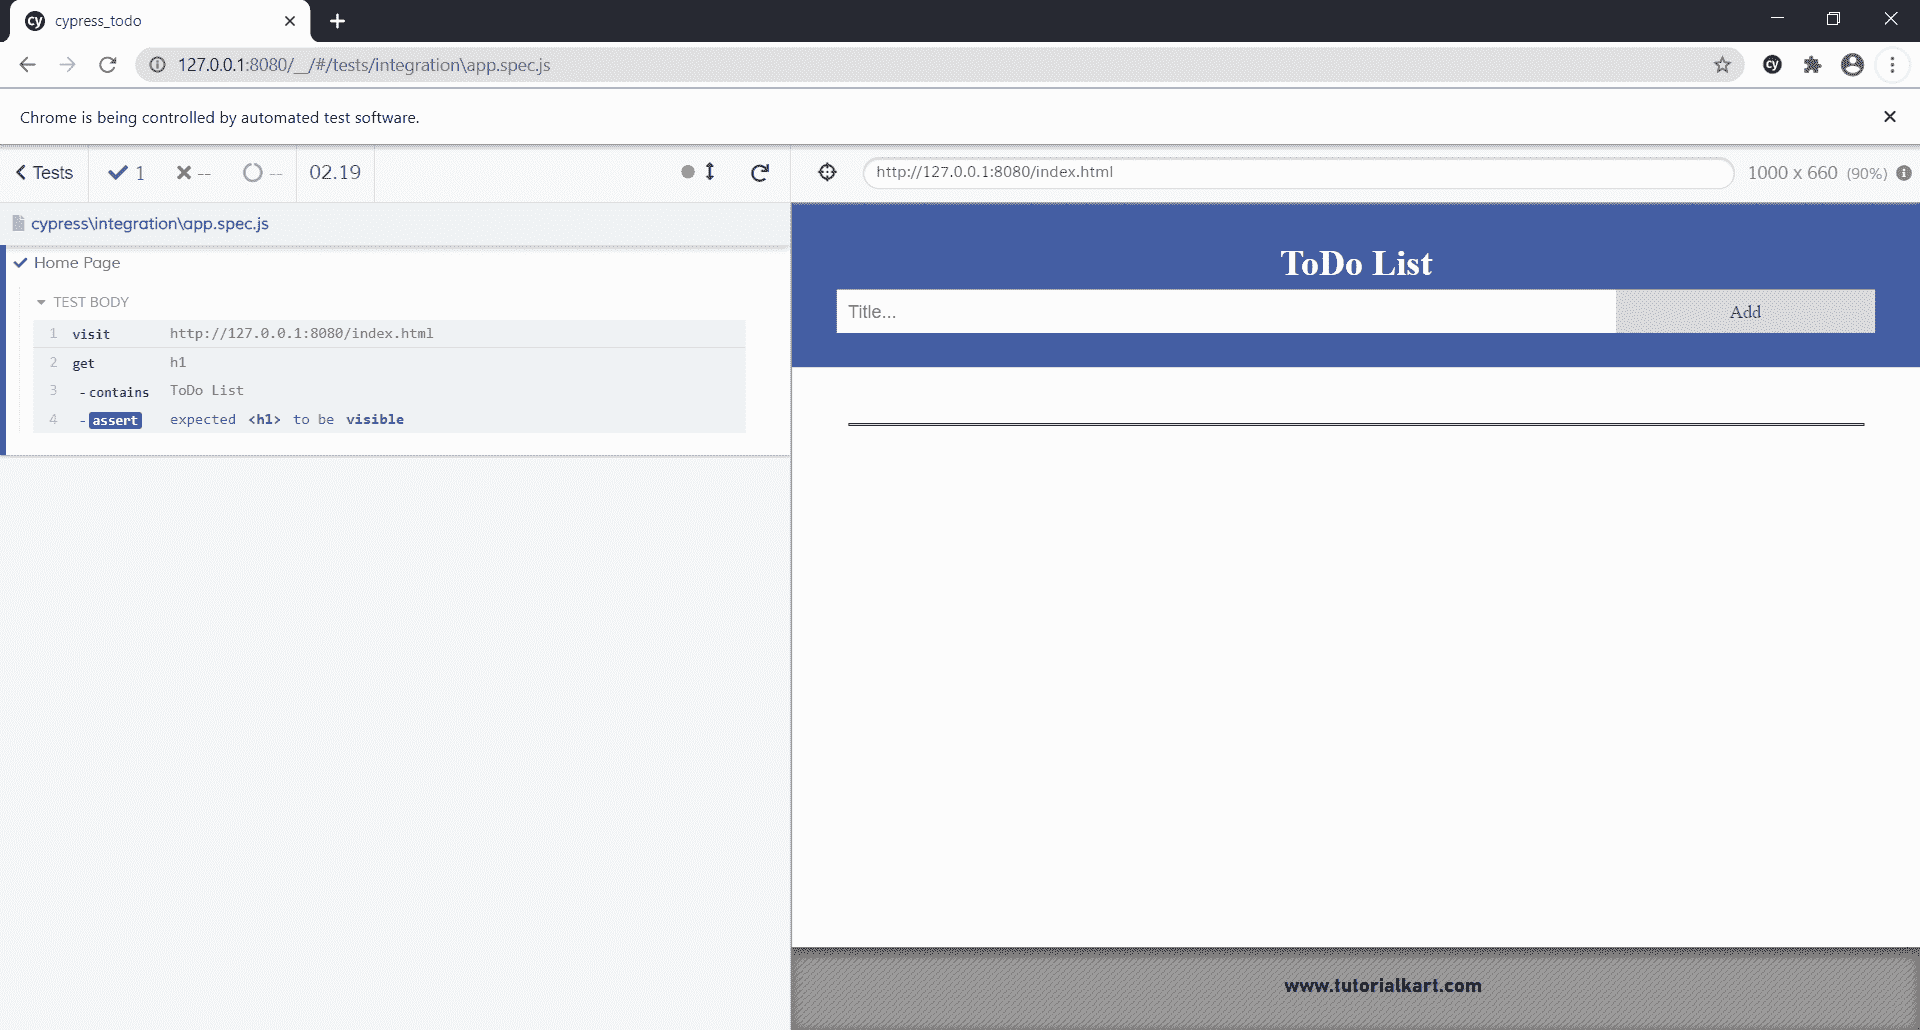 cypress_todo
127.0.0.1:8080/__/#/tests/integration\app.spec.js
Chrome is being controlled by automated test software.
Tests 1 -- -- 02.19
http://127.0.0.1:8080/index.html 1000 x 660 (90%)
cypress\integration\app.spec.js
Home Page
TEST BODY
1 visit http://127.0.0.1:8080/index.html
2 get h1
3 -contains ToDo List
4 -assert expected <h1> to be visible
ToDo List
Title... Add
www.tutorialkart.com